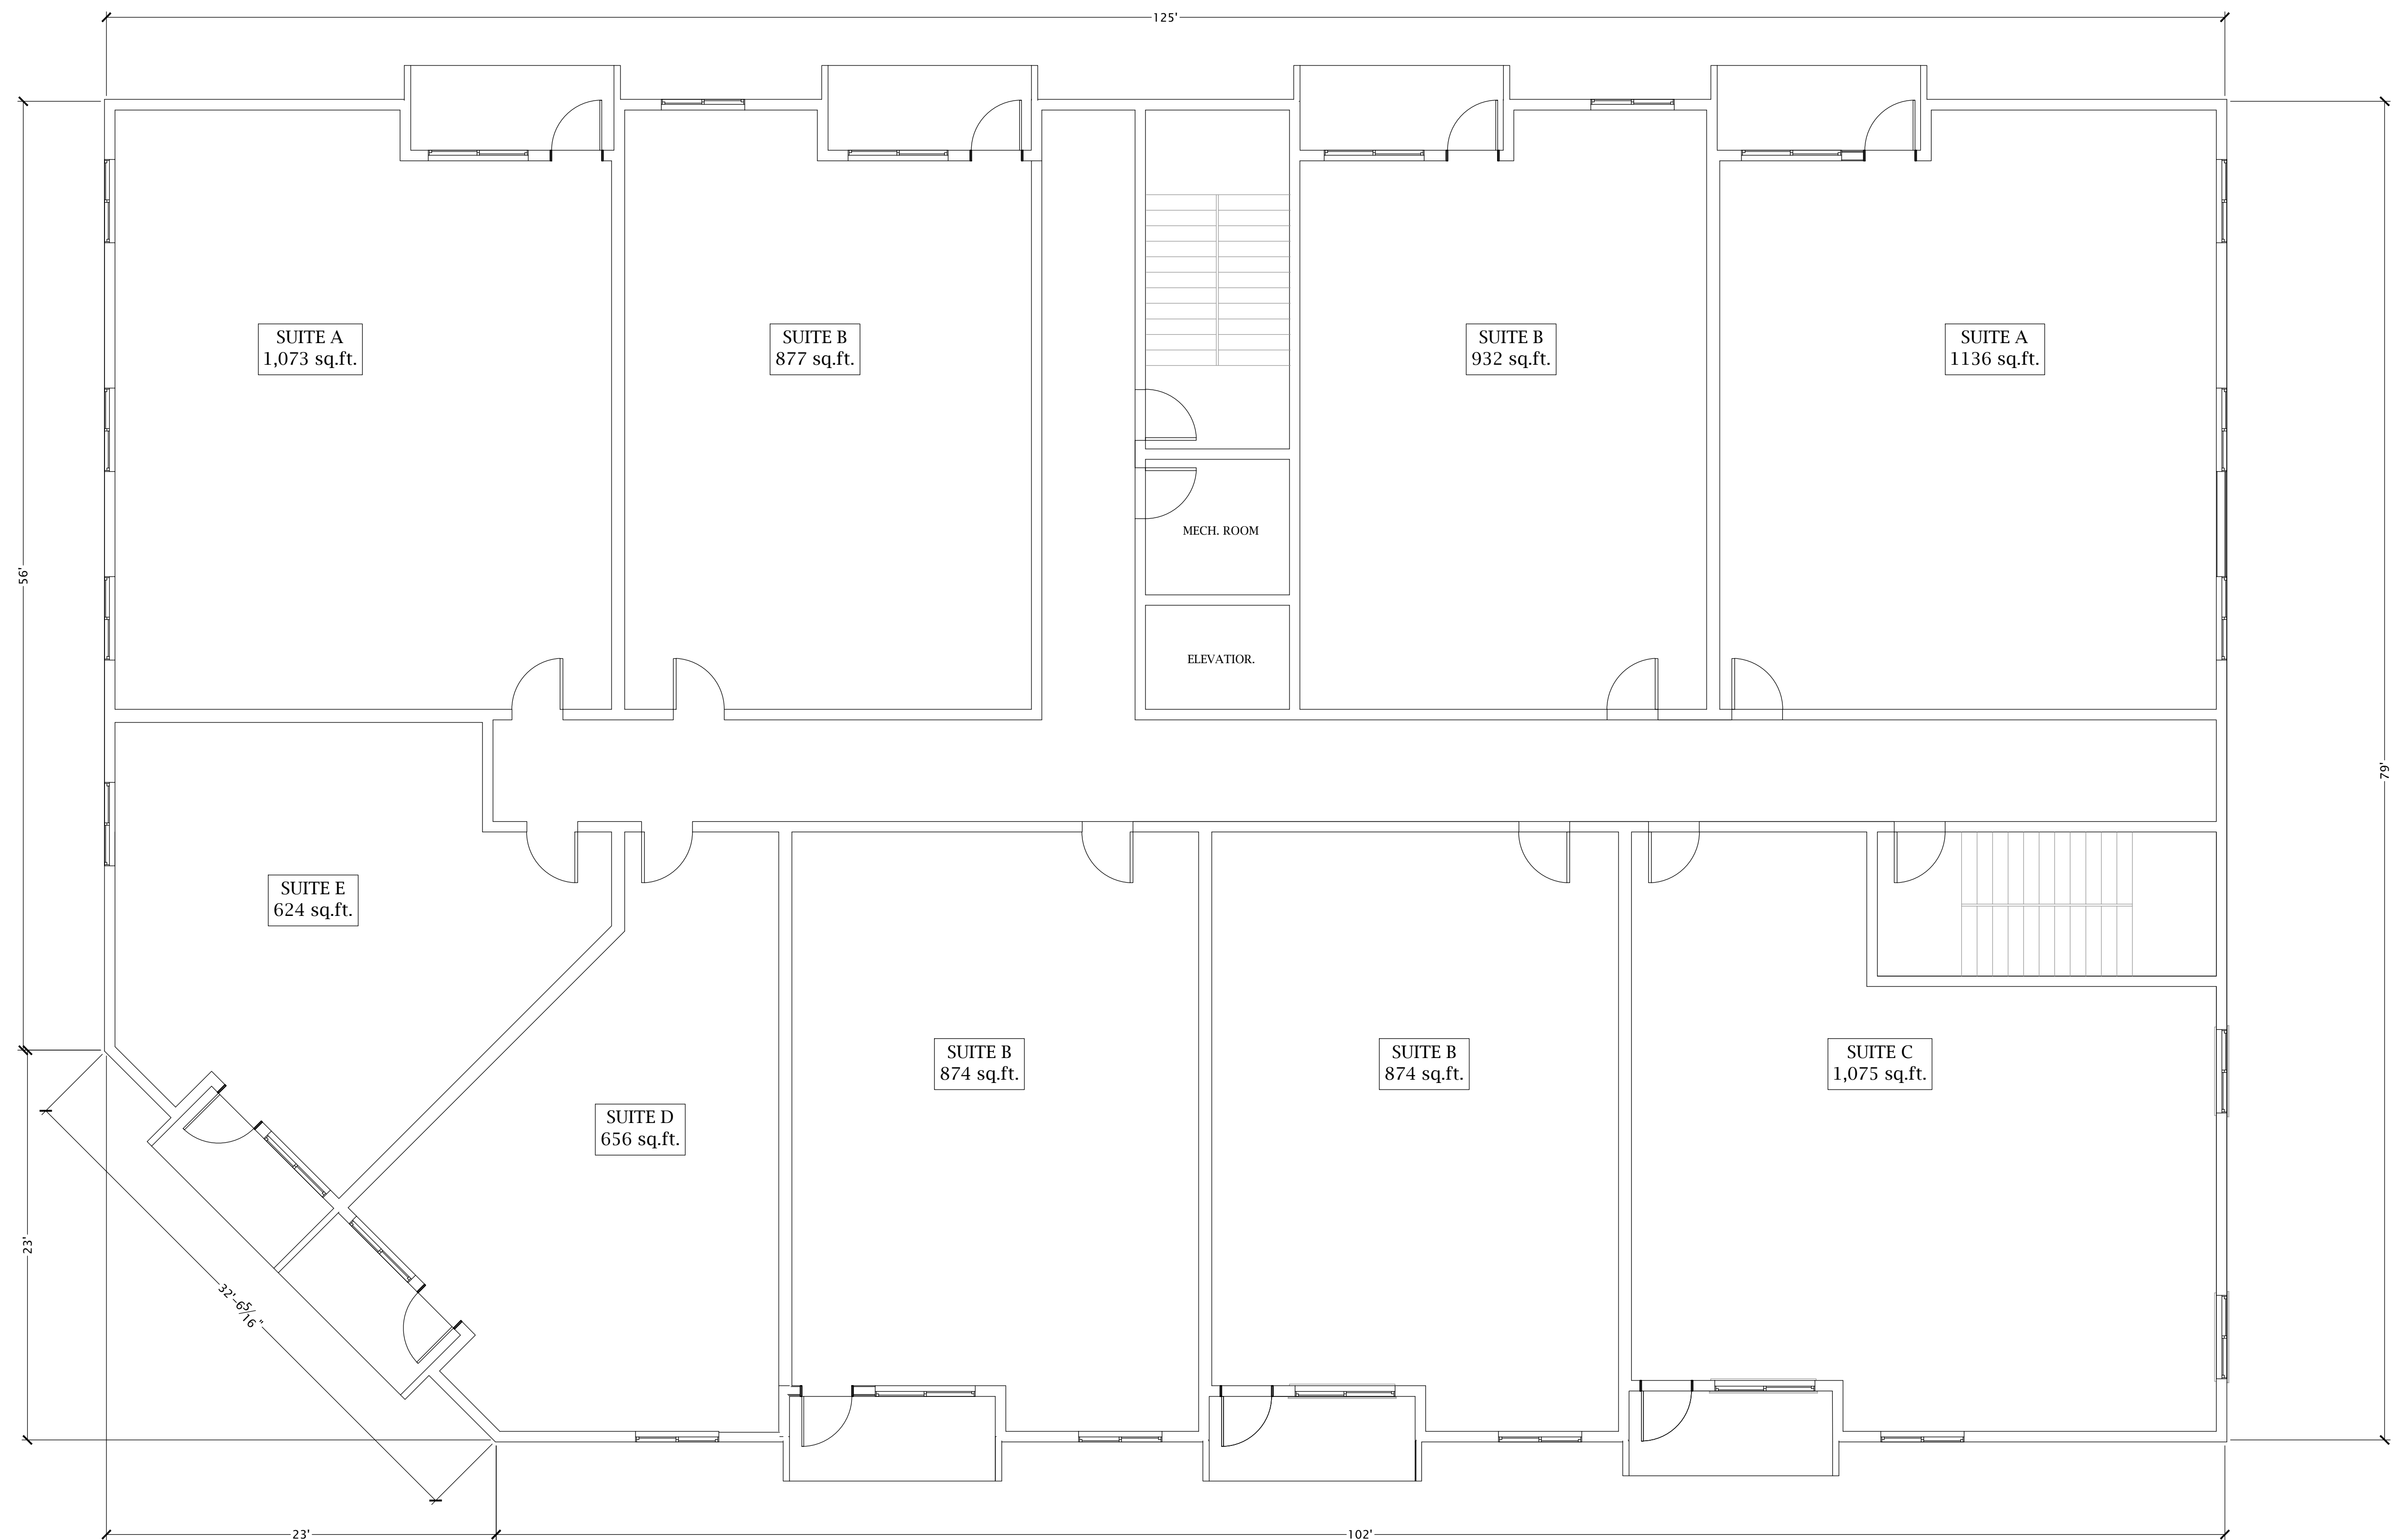 125'
SUITE A
1,073 sq.ft.
SUITE B
877 sq.ft.
SUITE B
932 sq.ft.
SUITE A
1136 sq.ft.
MECH. ROOM
56'
ELEVATIOR.
79'
SUITE E
624 sq.ft.
SUITE B
874 sq.ft.
SUITE B
874 sq.ft.
SUITE C
1,075 sq.ft.
SUITE D
656 sq.ft.
23'
32'-6 5/16"
23'
102'